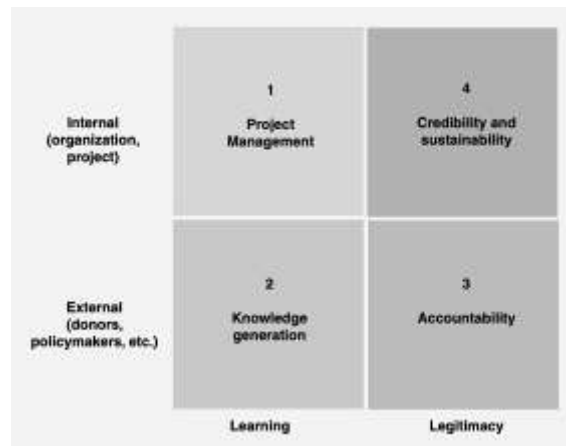 1
Project
Management
4
Credibility and
sustainability
Internal
(organization,
project)
2
Knowledge
generation
3
Accountability
External
(donors,
policymakers, etc.)
Learning
Legitimacy